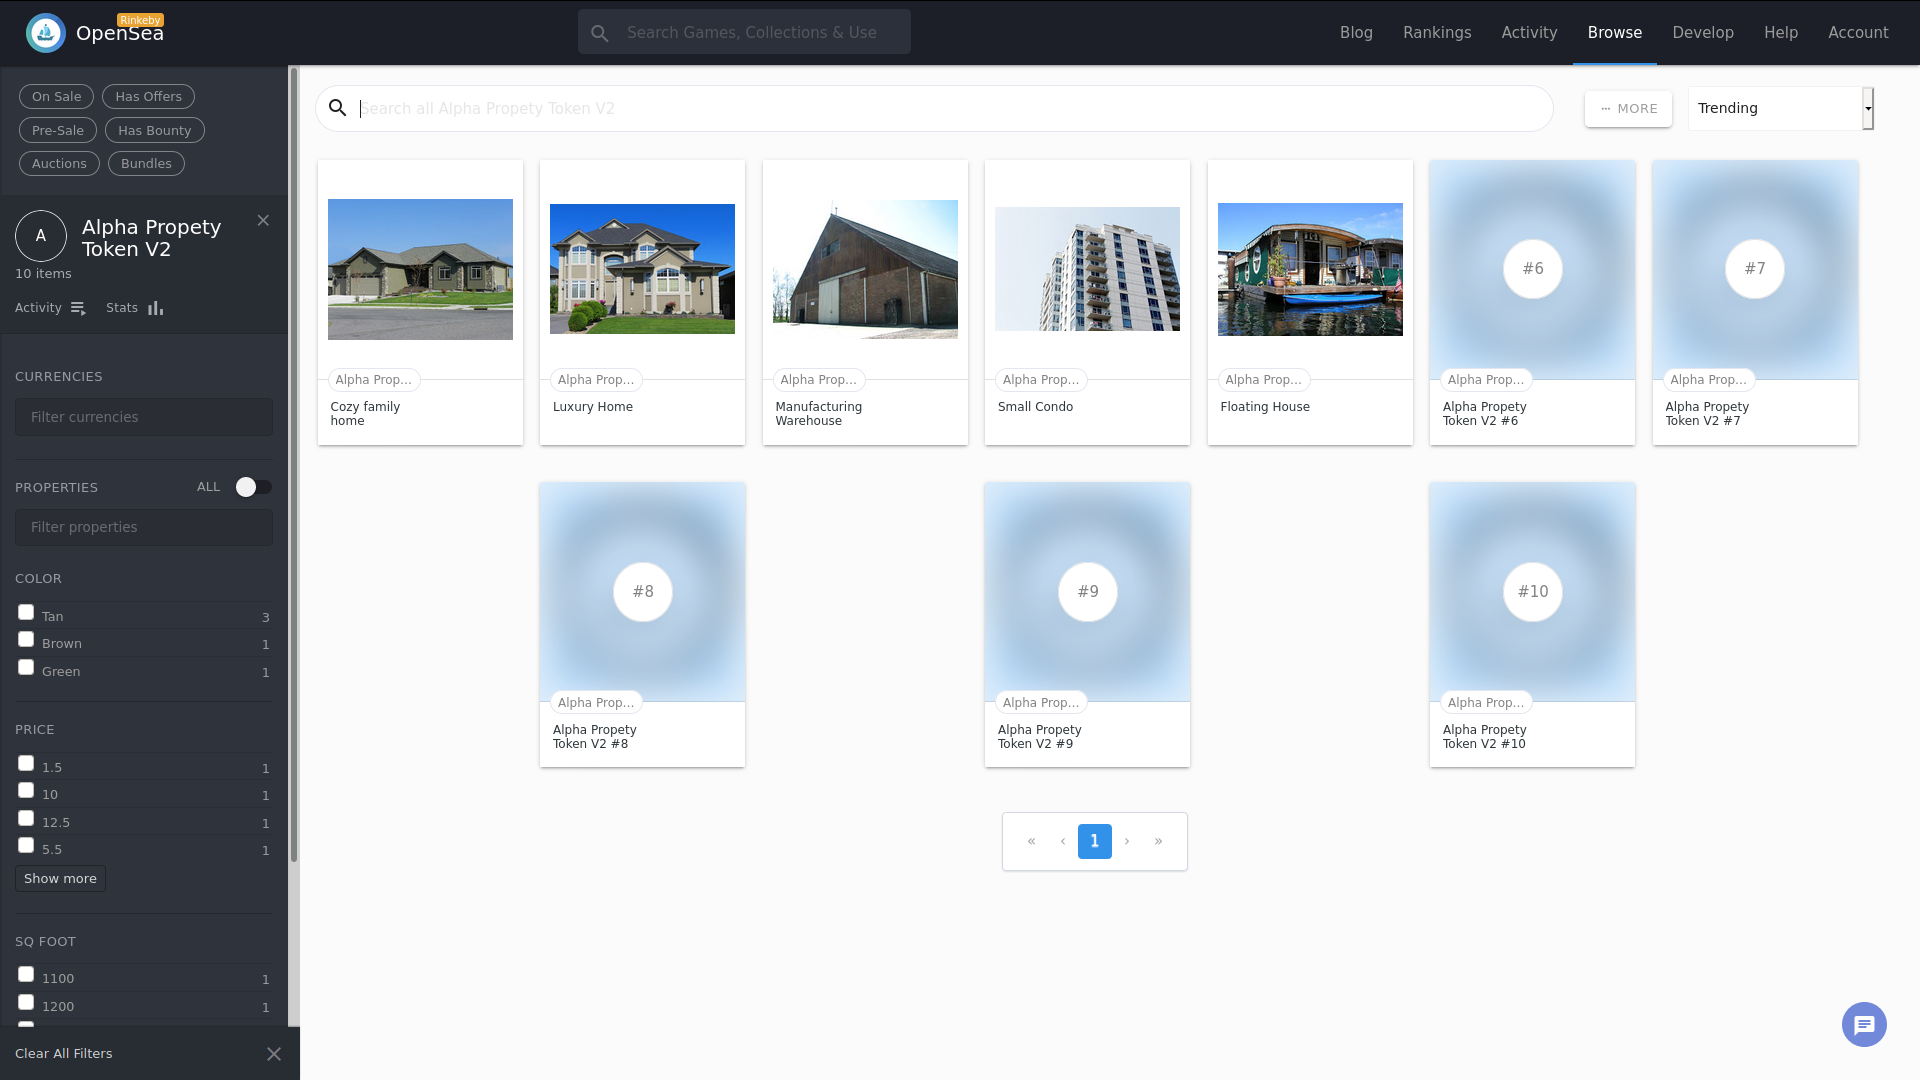 Rinkeby
OpenSea
Search Games, Collections & Use
Blog
Rankings
Activity
Browse
Develop
Help
Account
On Sale
Has Offers
Pre-Sale
Has Bounty
Auctions
Bundles
A
Alpha Propety
Token V2
10 items
Activity
Stats
CURRENCIES
Filter currencies
PROPERTIES
ALL
Filter properties
COLOR
Tan 3
Brown 1
Green 1
PRICE
1.5 1
10 1
12.5 1
5.5 1
Show more
SQ FOOT
1100 1
1200 1
Clear All Filters
Search all Alpha Propety Token V2
··· MORE
Trending
Alpha Prop...
Cozy family
home
Alpha Prop...
Luxury Home
Alpha Prop...
Manufacturing
Warehouse
Alpha Prop...
Small Condo
Alpha Prop...
Floating House
#6
Alpha Prop...
Alpha Propety
Token V2 #6
#7
Alpha Prop...
Alpha Propety
Token V2 #7
#8
Alpha Prop...
Alpha Propety
Token V2 #8
#9
Alpha Prop...
Alpha Propety
Token V2 #9
#10
Alpha Prop...
Alpha Propety
Token V2 #10
« ‹ 1 › »